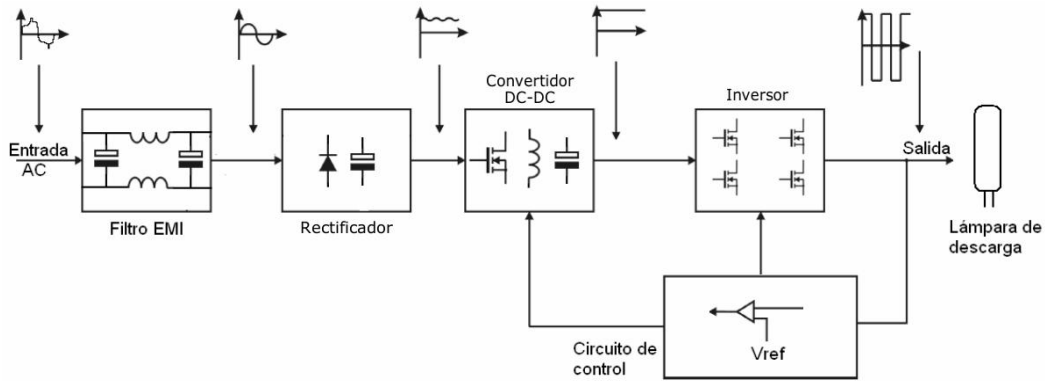 Entrada
AC
Filtro EMI
Rectificador
Convertidor
DC-DC
Inversor
Salida
Lámpara de
descarga
Circuito de
control
Vref